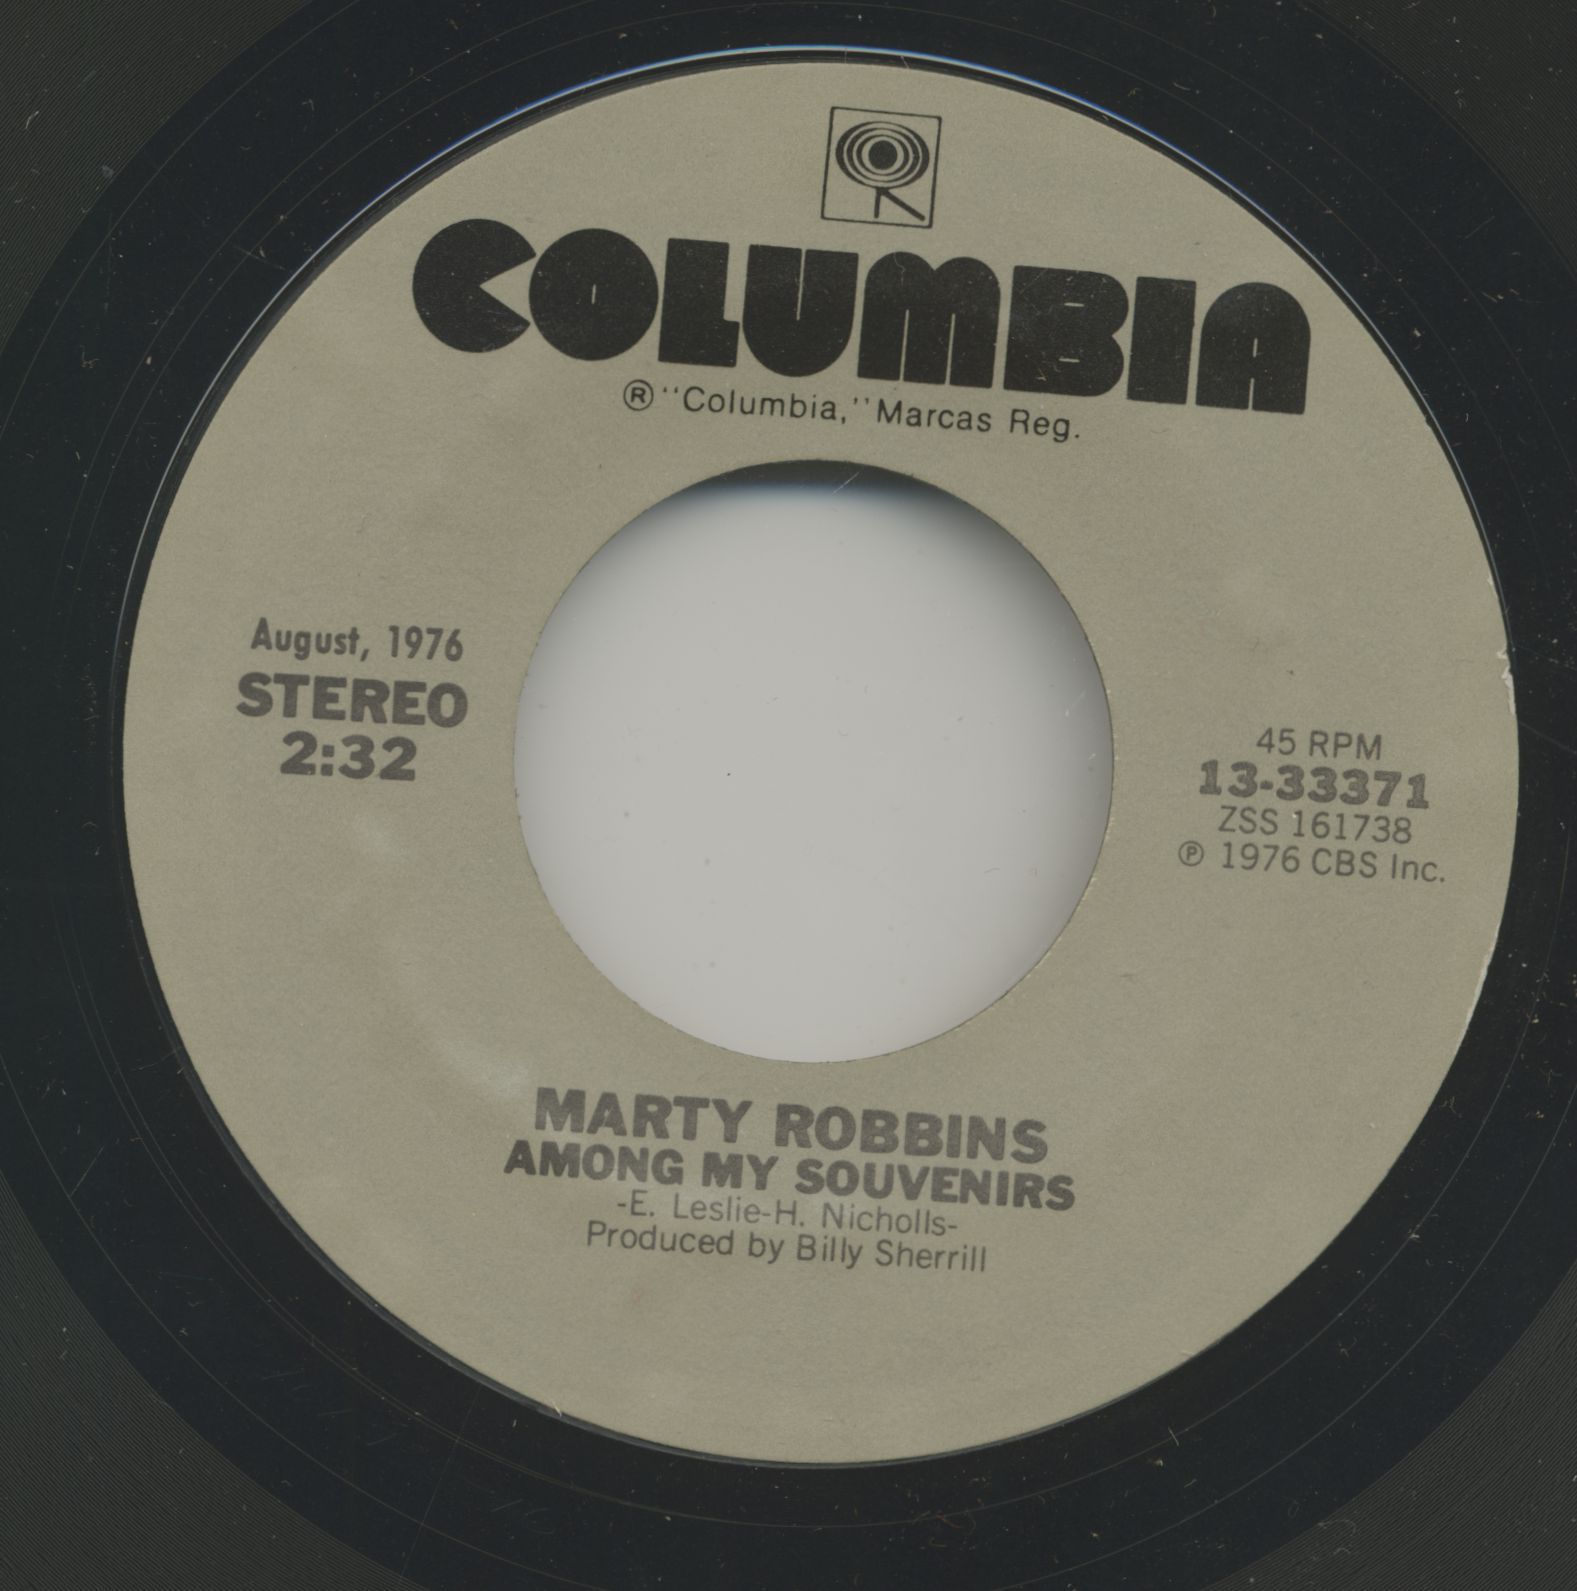 COLUMBIA
® "Columbia," Marcas Reg.
August, 1976
STEREO
2:32
45 RPM
13-33371
ZSS 161738
℗ 1976 CBS Inc.
MARTY ROBBINS
AMONG MY SOUVENIRS
-E. Leslie-H. Nicholls-
Produced by Billy Sherrill